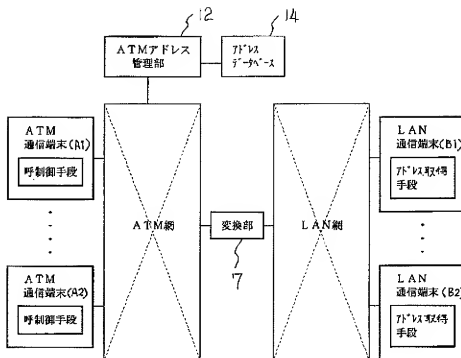 12
14
ATMアドレス
管理部
アドレス
データベース
ATM
通信端末(A1)
呼制御手段
ATM
通信端末(A2)
呼制御手段
ATM網
変換部
7
LAN網
LAN
通信端末(B1)
アドレス取得
手段
LAN
通信端末(B2)
アドレス取得
手段